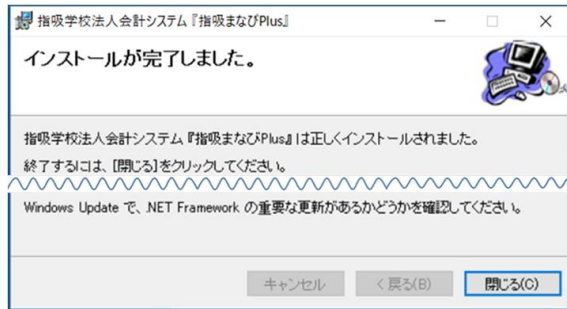 指吸学校法人会計システム『指吸まなびPlus』
インストールが完了しました。
指吸学校法人会計システム『指吸まなびPlus』は正しくインストールされました。
終了するには、[閉じる]をクリックしてください。
Windows Update で、.NET Framework の重要な更新があるかどうかを確認してください。
キャンセル
< 戻る(B)
閉じる(C)